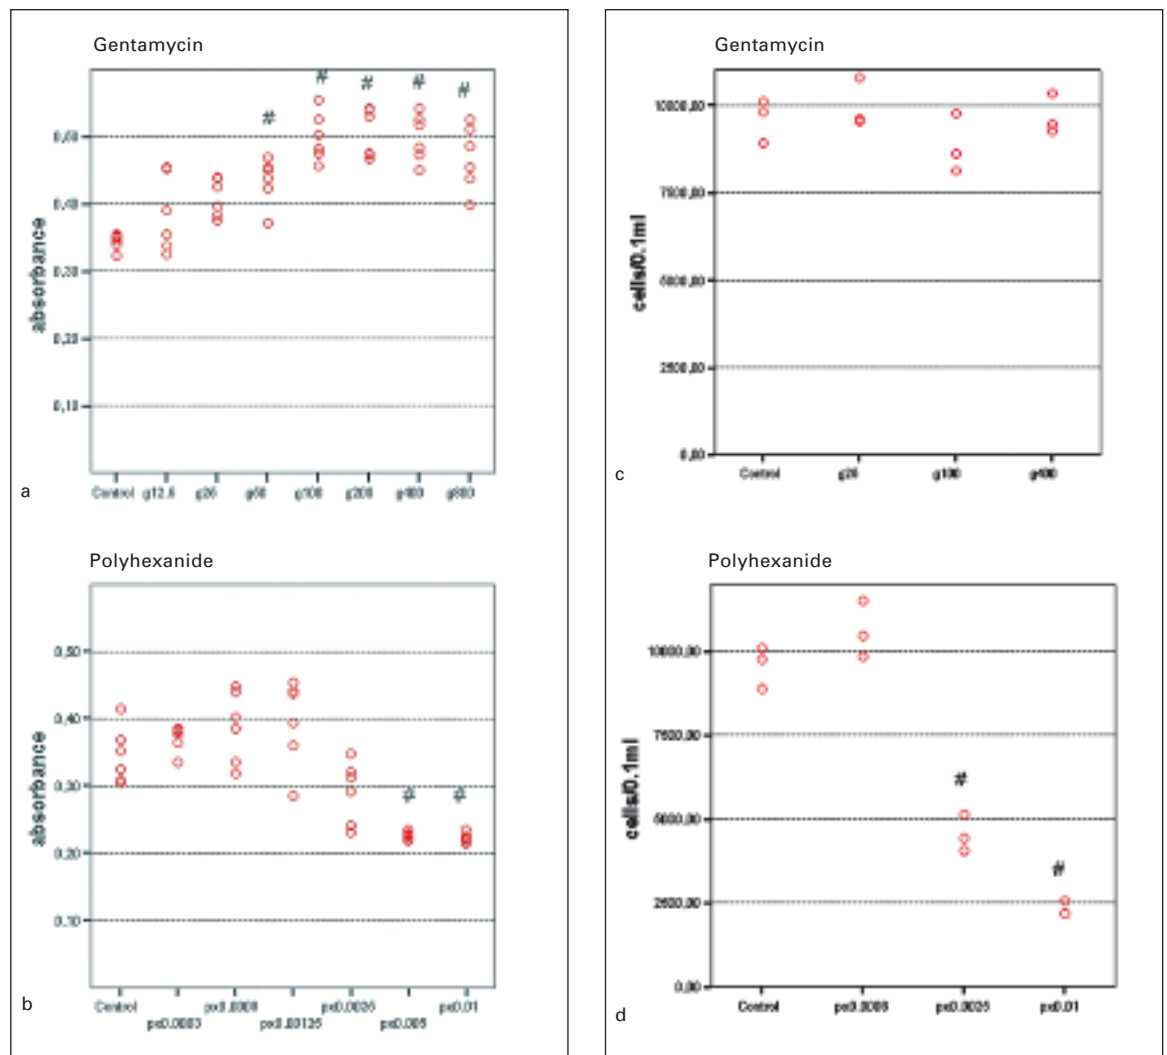 Gentamycin
# # # #
#
0,50
0,40
0,30
0,20
0,10
absorbance
Control g12.5 g25 g50 g100 g200 g400 g800
a
Polyhexanide
0,50
0,40
0,30
0,20
0,10
absorbance
# #
Control px0.0006 px0.0025 px0.01
px0.0003 px0.00125 px0.005
b
Gentamycin
10000,00
7500,00
5000,00
2500,00
0,00
cells/0.1ml
Control g25 g100 g400
c
Polyhexanide
10000,00
7500,00
5000,00
2500,00
0,00
cells/0.1ml
#
#
Control px0.0006 px0.0025 px0.01
d